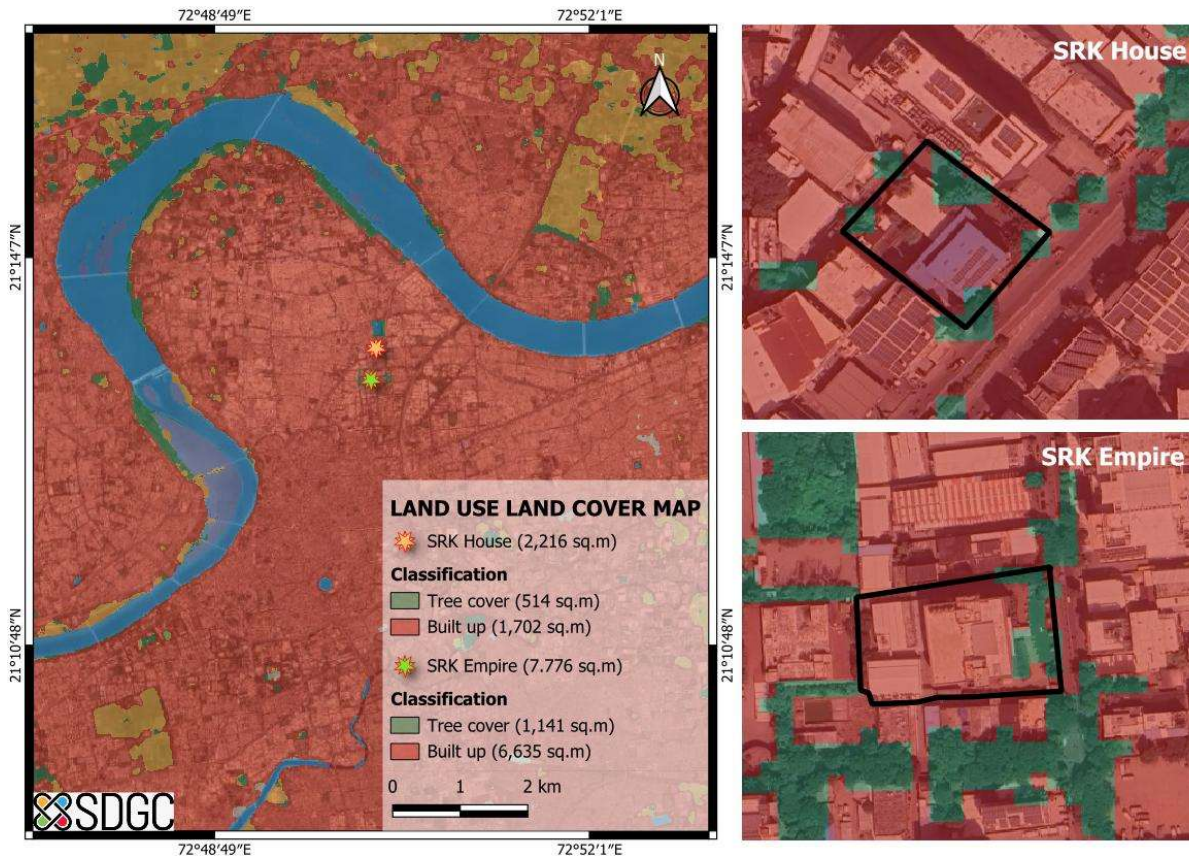 72°48′49″E 72°52′1″E
N
21°14′7″N 21°14′7″N
21°10′48″N 21°10′48″N
LAND USE LAND COVER MAP
SRK House (2,216 sq.m)
Classification
Tree cover (514 sq.m)
Built up (1,702 sq.m)
SRK Empire (7.776 sq.m)
Classification
Tree cover (1,141 sq.m)
Built up (6,635 sq.m)
0 1 2 km
SDGC
72°48′49″E 72°52′1″E
SRK House
SRK Empire